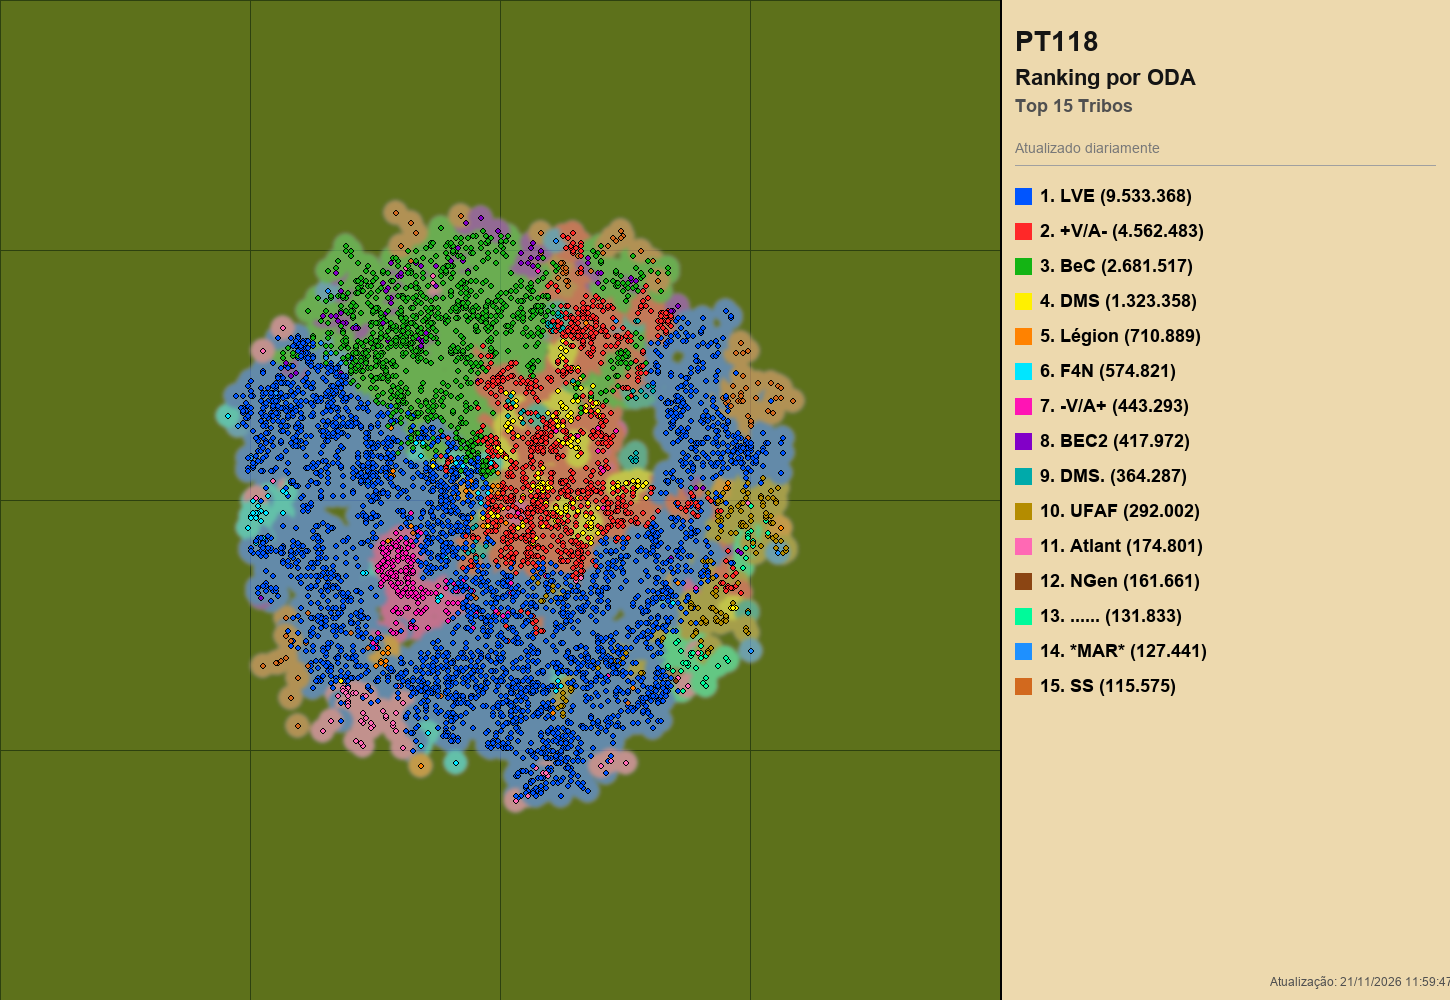 PT118
Ranking por ODA
Top 15 Tribos
Atualizado diariamente
1. LVE (9.533.368)
2. +V/A- (4.562.483)
3. BeC (2.681.517)
4. DMS (1.323.358)
5. Légion (710.889)
6. F4N (574.821)
7. -V/A+ (443.293)
8. BEC2 (417.972)
9. DMS. (364.287)
10. UFAF (292.002)
11. Atlant (174.801)
12. NGen (161.661)
13. ...... (131.833)
14. *MAR* (127.441)
15. SS (115.575)
Atualização: 21/11/2026 11:59:47